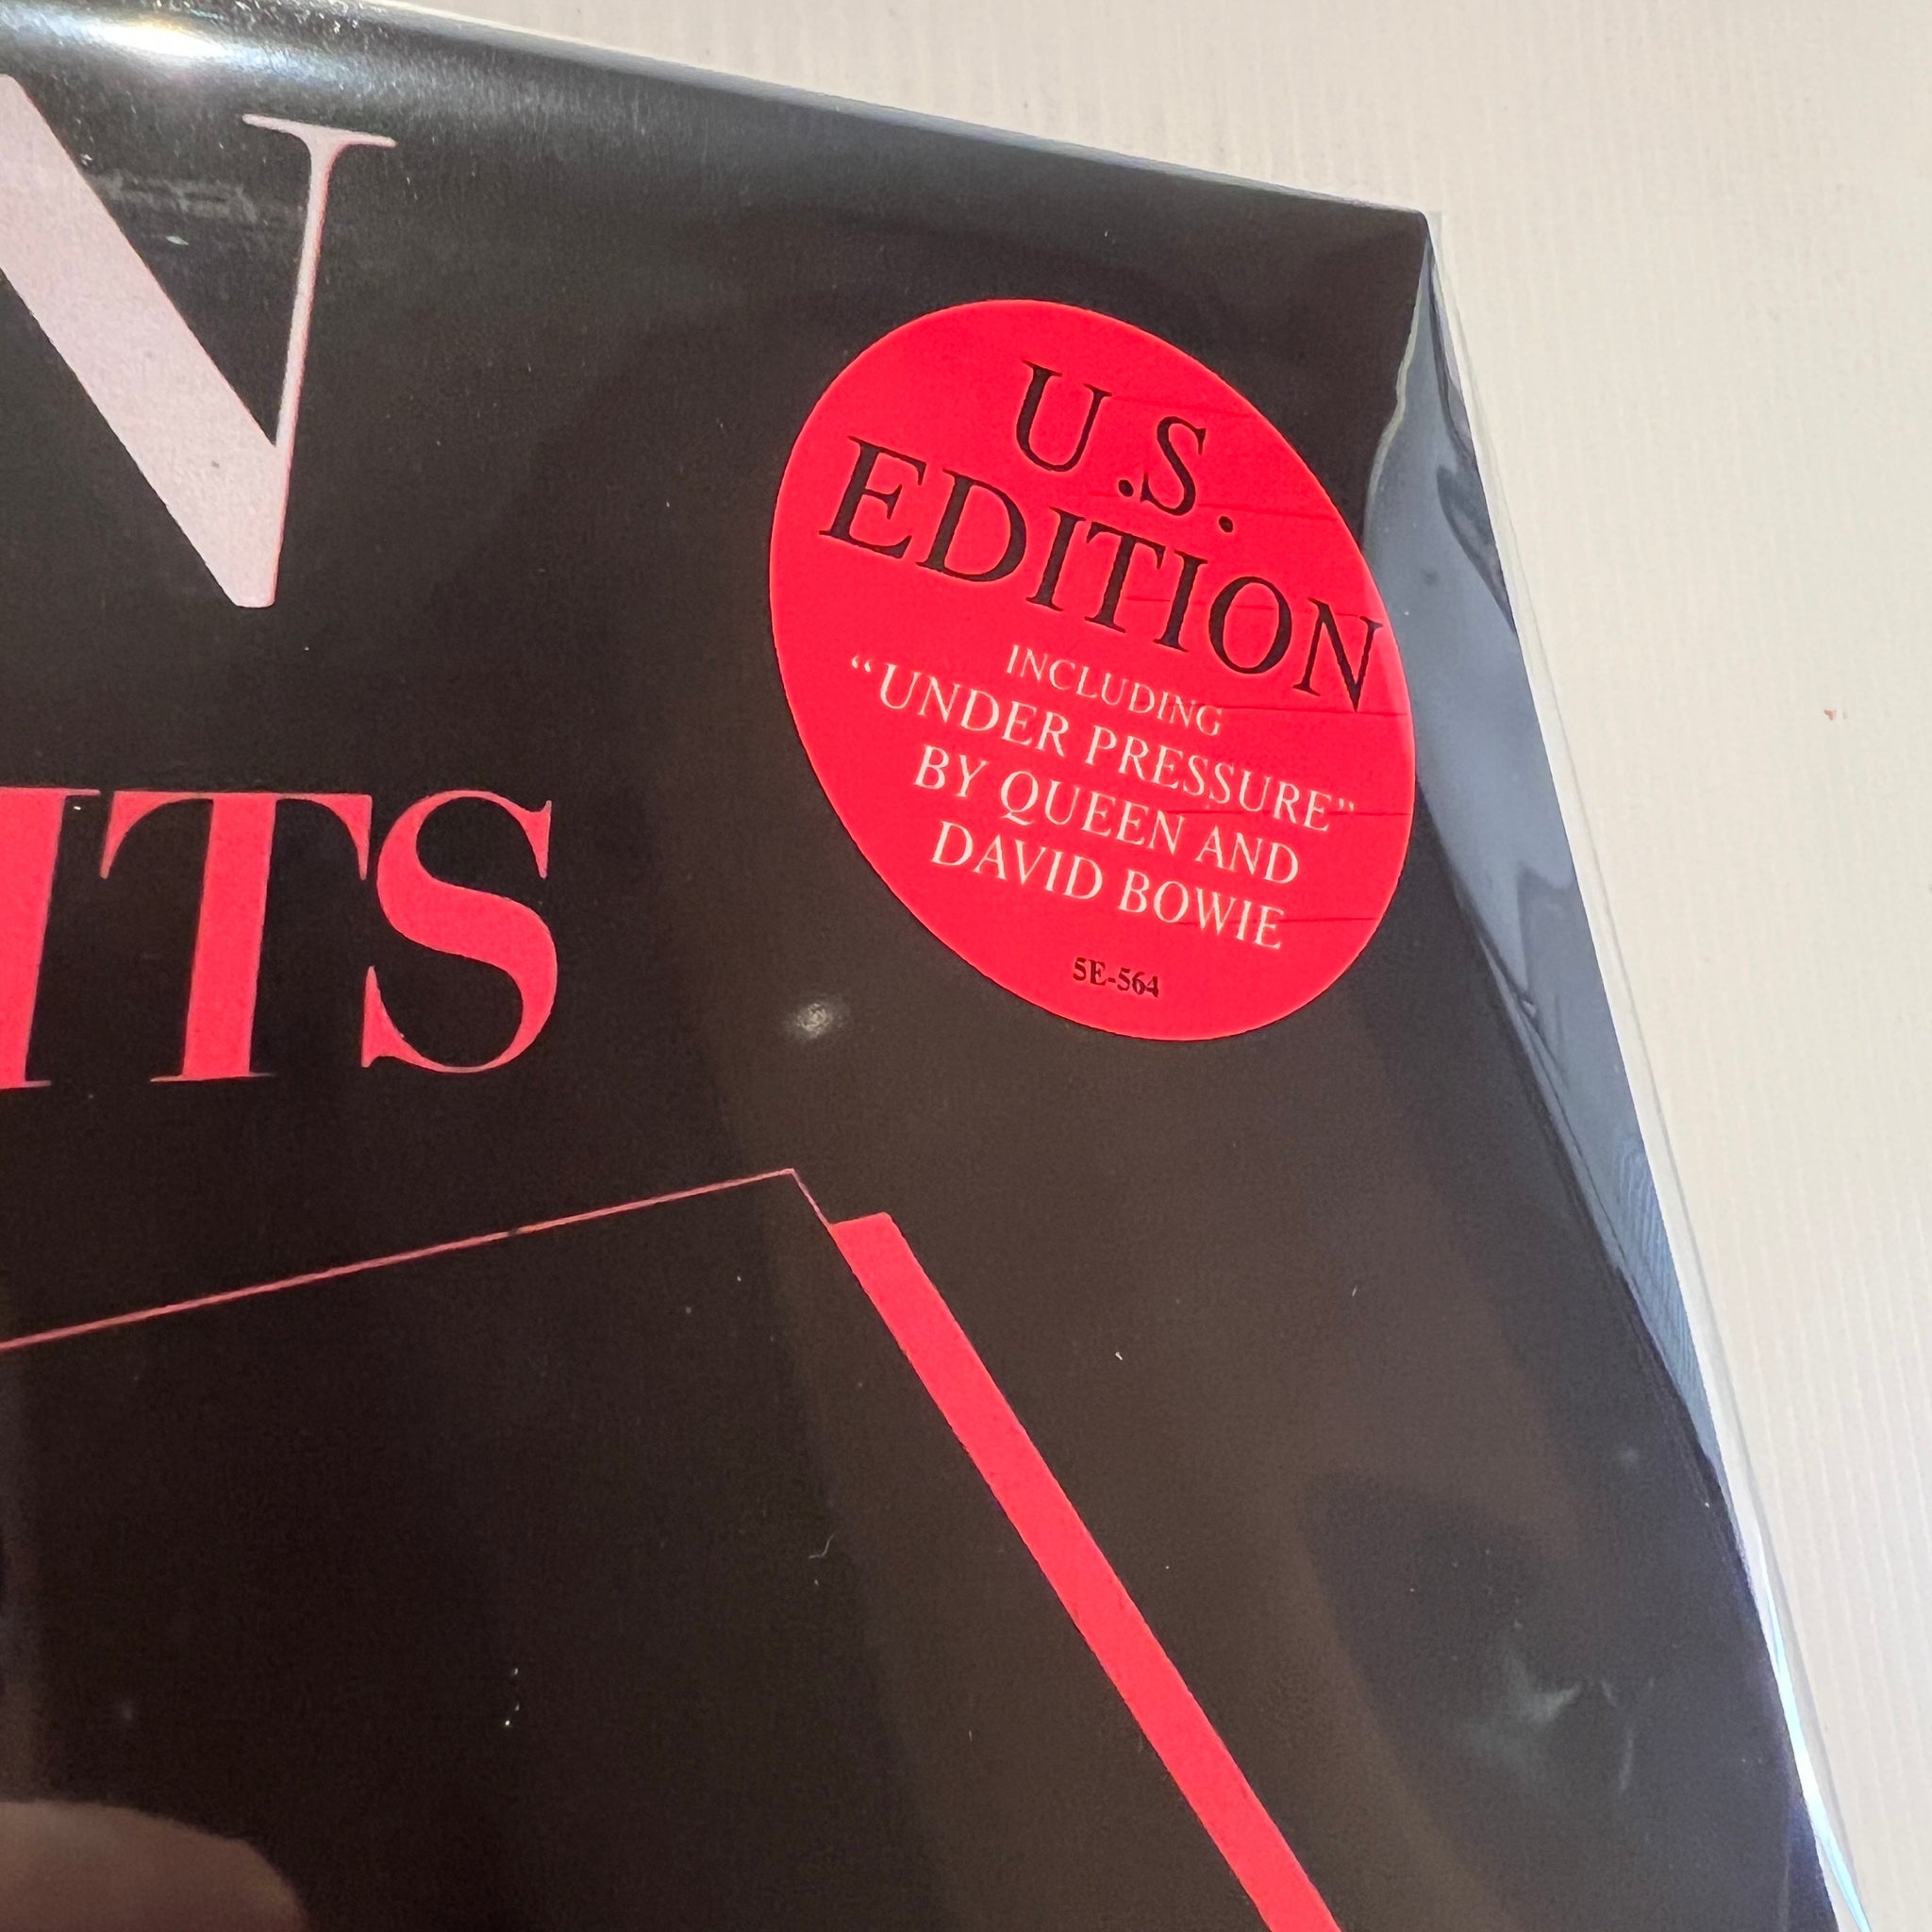 N
ITS
U.S.
EDITION
INCLUDING
“UNDER PRESSURE”
BY QUEEN AND
DAVID BOWIE
5E-564